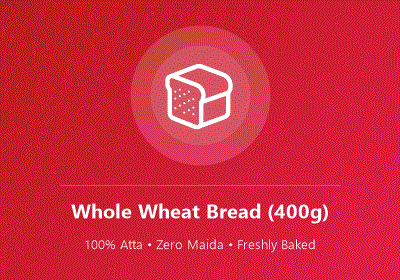 Whole Wheat Bread (400g)
100% Atta • Zero Maida • Freshly Baked